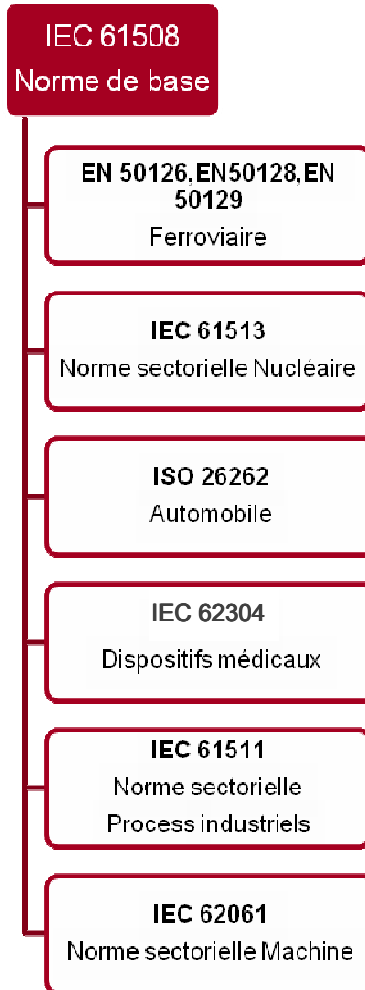 IEC 61508
Norme de base
EN 50126,EN50128,EN
50129
Ferroviaire
IEC 61513
Norme sectorielle Nucléaire
ISO 26262
Automobile
IEC 62304
Dispositifs médicaux
IEC 61511
Norme sectorielle
Process industriels
IEC 62061
Norme sectorielle Machine